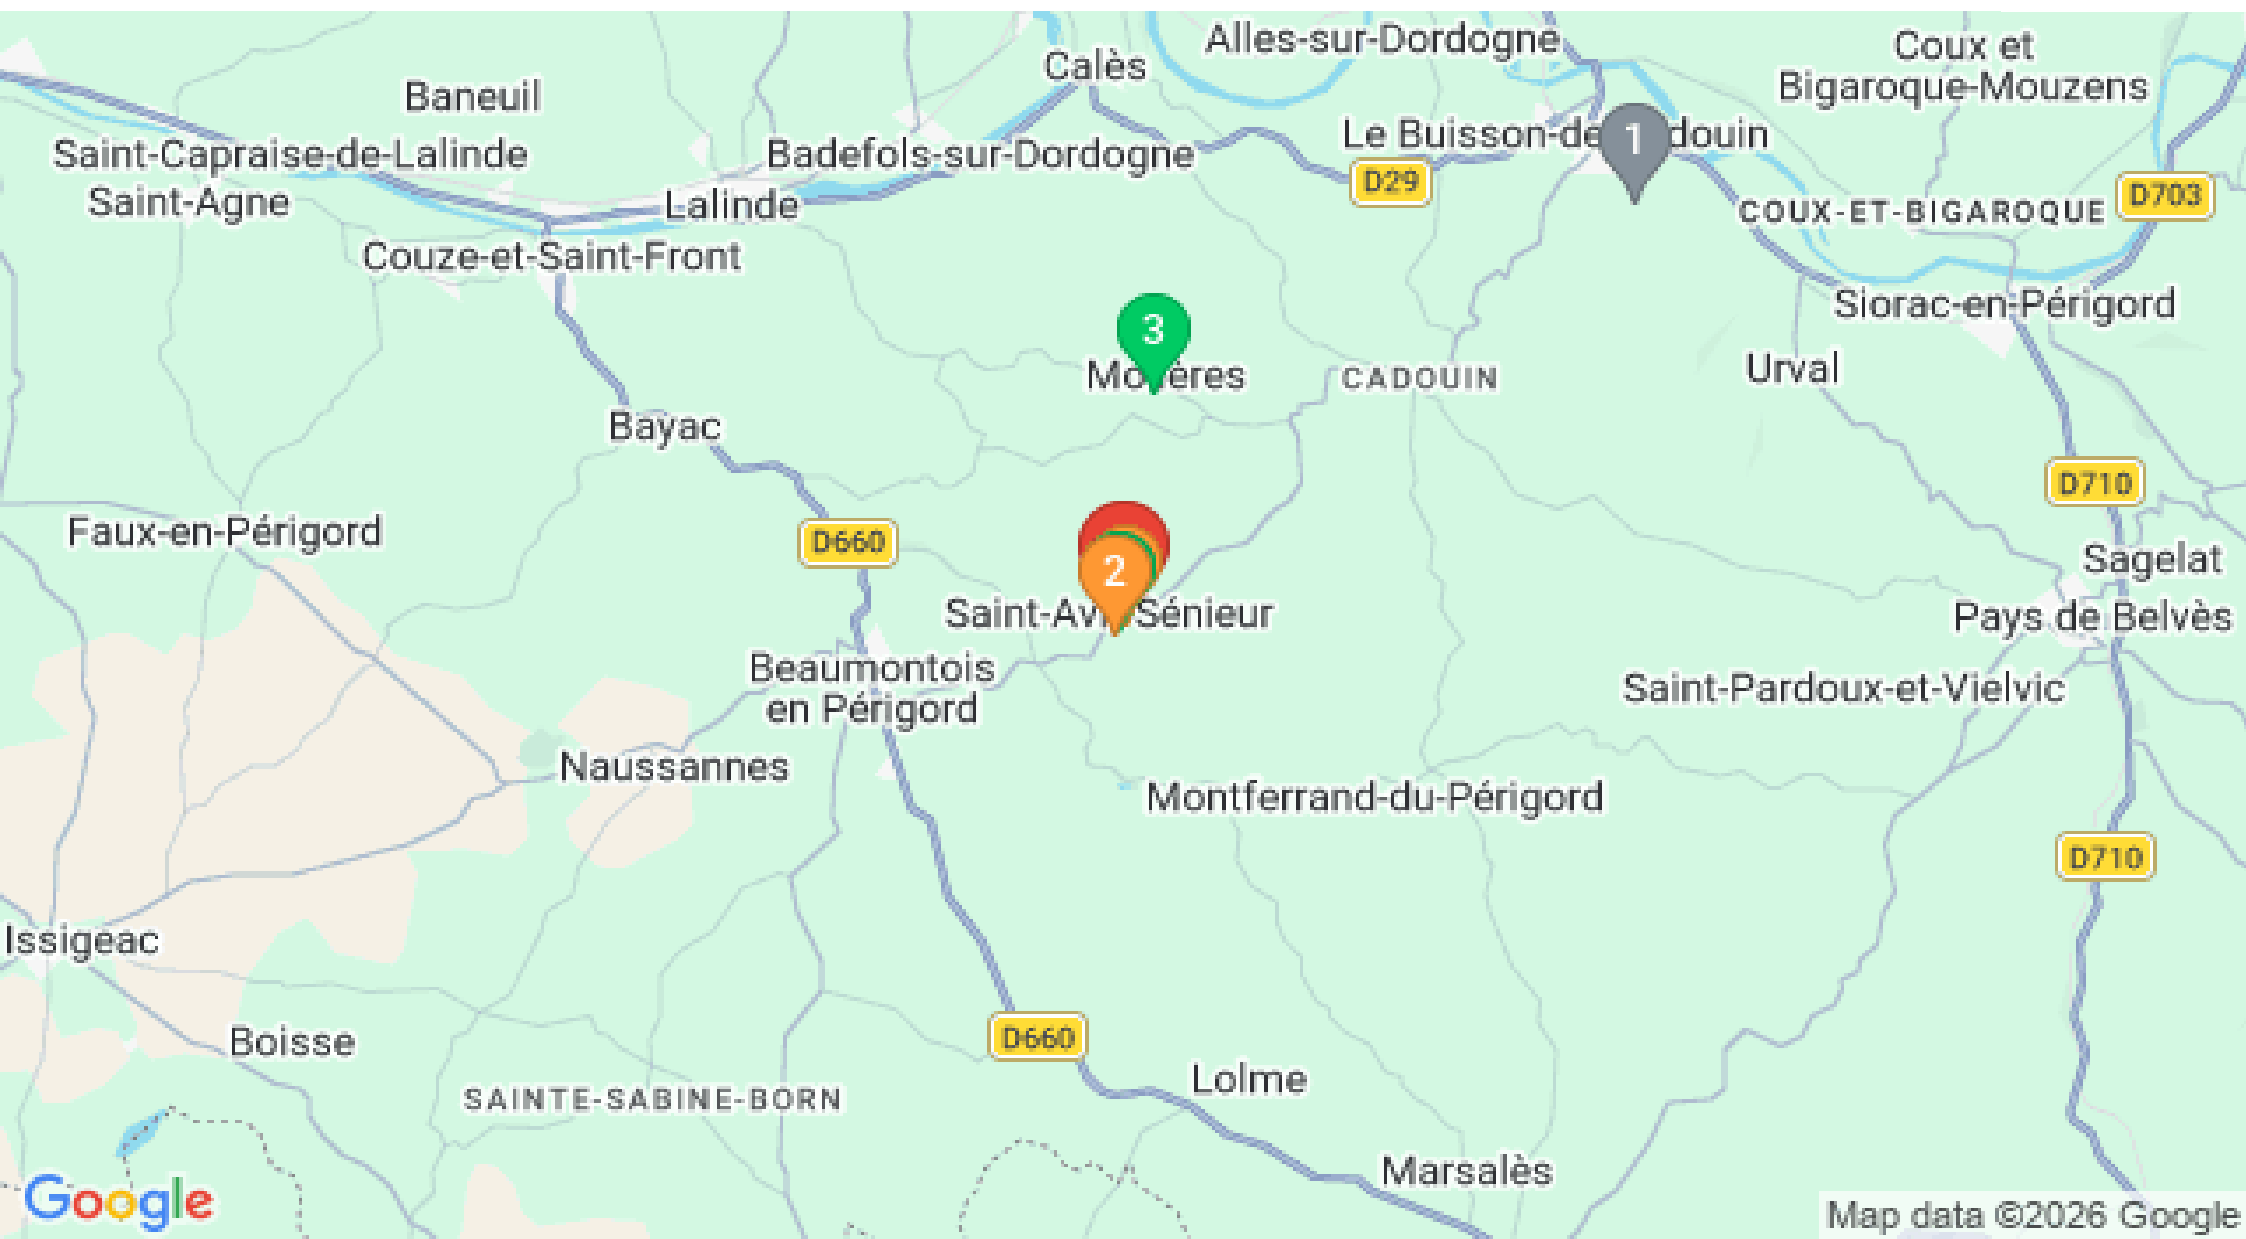 Alles-sur-Dordogne
Coux et
Bigaroque-Mouzens
Calès
Baneuil
Le Buisson-de
douin
1
Saint-Capraise-de-Lalinde
Badefols-sur-Dordogne
D29
D703
Saint-Agne
Lalinde
COUX-ET-BIGAROQUE
Couze-et-Saint-Front
Siorac-en-Périgord
3
Urval
CADOUIN
Bayac
D710
Faux-en-Périgord
D660
Sagelat
2
Sénieur
Pays de Belvès
Beaumontois
en Périgord
Saint-Pardoux-et-Vielvic
Naussannes
Montferrand-du-Périgord
D710
Issigeac
Boisse
D660
Lolme
SAINTE-SABINE-BORN
Marsalès
Google
Map data ©2026 Google